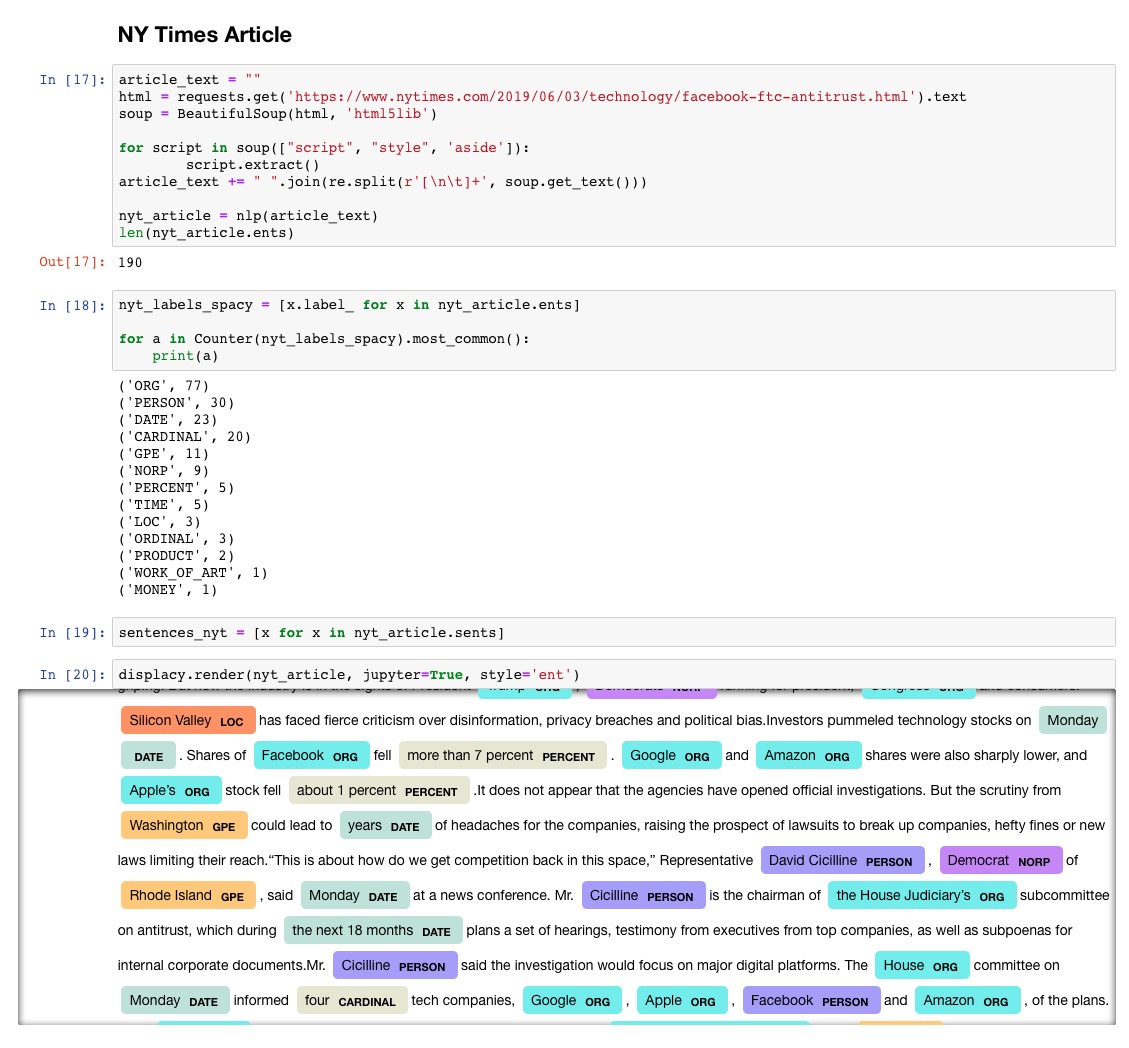 NY Times Article
In [17]: article_text = ""
html = requests.get('https://www.nytimes.com/2019/06/03/technology/facebook-ftc-antitrust.html').text
soup = BeautifulSoup(html, 'html5lib')
for script in soup(["script", "style", 'aside']):
script.extract()
article_text += " ".join(re.split(r'[\n\t]+', soup.get_text()))
nyt_article = nlp(article_text)
len(nyt_article.ents)
Out[17]: 190
In [18]: nyt_labels_spacy = [x.label_ for x in nyt_article.ents]
for a in Counter(nyt_labels_spacy).most_common():
print(a)
('ORG', 77)
('PERSON', 30)
('DATE', 23)
('CARDINAL', 20)
('GPE', 11)
('NORP', 9)
('PERCENT', 5)
('TIME', 5)
('LOC', 3)
('ORDINAL', 3)
('PRODUCT', 2)
('WORK_OF_ART', 1)
('MONEY', 1)
In [19]: sentences_nyt = [x for x in nyt_article.sents]
In [20]: displacy.render(nyt_article, jupyter=True, style='ent')
Silicon Valley LOC has faced fierce criticism over disinformation, privacy breaches and political bias.Investors pummeled technology stocks on Monday
DATE . Shares of Facebook ORG fell more than 7 percent PERCENT . Google ORG and Amazon ORG shares were also sharply lower, and
Apple’s ORG stock fell about 1 percent PERCENT .It does not appear that the agencies have opened official investigations. But the scrutiny from
Washington GPE could lead to years DATE of headaches for the companies, raising the prospect of lawsuits to break up companies, hefty fines or new
laws limiting their reach.“This is about how do we get competition back in this space,” Representative David Cicilline PERSON , Democrat NORP of
Rhode Island GPE , said Monday DATE at a news conference. Mr. Cicilline PERSON is the chairman of the House Judiciary’s ORG subcommittee
on antitrust, which during the next 18 months DATE plans a set of hearings, testimony from executives from top companies, as well as subpoenas for
internal corporate documents.Mr. Cicilline PERSON said the investigation would focus on major digital platforms. The House ORG committee on
Monday DATE informed four CARDINAL tech companies, Google ORG , Apple ORG , Facebook PERSON and Amazon ORG , of the plans.